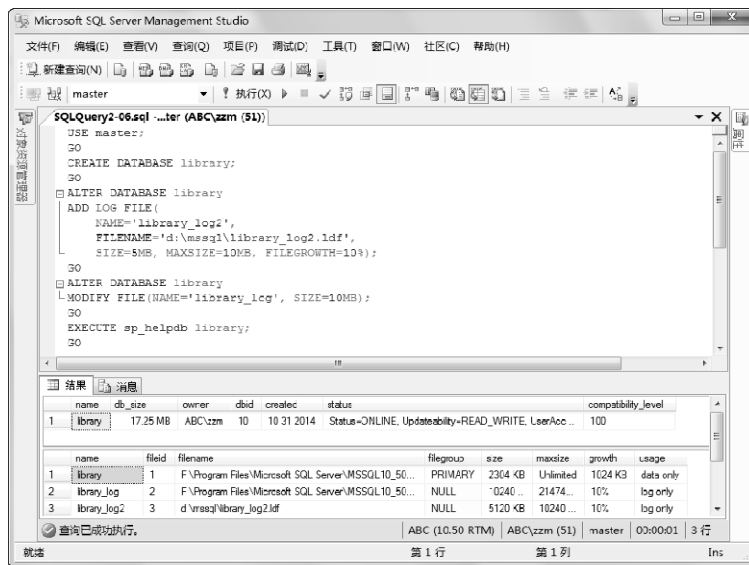 Microsoft SQL Server Management Studio
文件(F) 编辑(E) 查看(V) 查询(Q) 项目(P) 调试(D) 工具(T) 窗口(W) 社区(C) 帮助(H)
新建查询(N)
master 执行(X)
SQLQuery2-06.sql -...ter (ABC\zzm (51))
对象资源管理器
属性
USE master;
GO
CREATE DATABASE library;
GO
ALTER DATABASE library
ADD LOG FILE(
NAME='library_log2',
FILENAME='d:\mssql\library_log2.ldf',
SIZE=5MB, MAXSIZE=10MB, FILEGROWTH=10%);
GO
ALTER DATABASE library
MODIFY FILE(NAME='library_log', SIZE=10MB);
GO
EXECUTE sp_helpdb library;
GO
结果 消息
name db_size owner dbid created status compatibility_level
1 library 17.25 MB ABC\zzm 10 10 31 2014 Status=ONLINE, Updateability=READ_WRITE, UserAcc... 100
name fileid filename filegroup size maxsize growth usage
1 library 1 F:\Program Files\Microsoft SQL Server\MSSQL10_50... PRIMARY 2304 KB Unlimited 1024 KB data only
2 library_log 2 F:\Program Files\Microsoft SQL Server\MSSQL10_50... NULL 10240 ... 21474... 10% log only
3 library_log2 3 d:\mssql\library_log2.ldf NULL 5120 KB 10240 ... 10% log only
查询已成功执行。 ABC (10.50 RTM) ABC\zzm (51) master 00:00:01 3 行
就绪 第 1 行 第 1 列 Ins